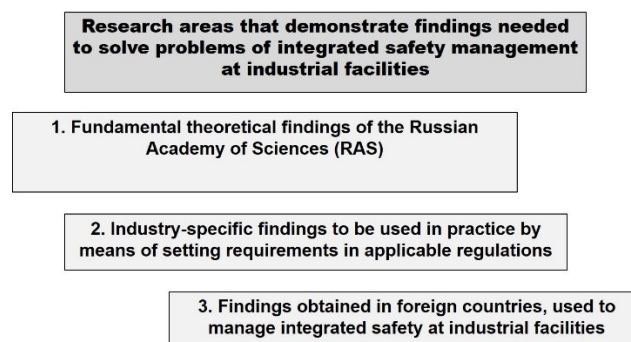 Research areas that demonstrate findings needed
to solve problems of integrated safety management
at industrial facilities
1. Fundamental theoretical findings of the Russian
Academy of Sciences (RAS)
2. Industry-specific findings to be used in practice by
means of setting requirements in applicable regulations
3. Findings obtained in foreign countries, used to
manage integrated safety at industrial facilities